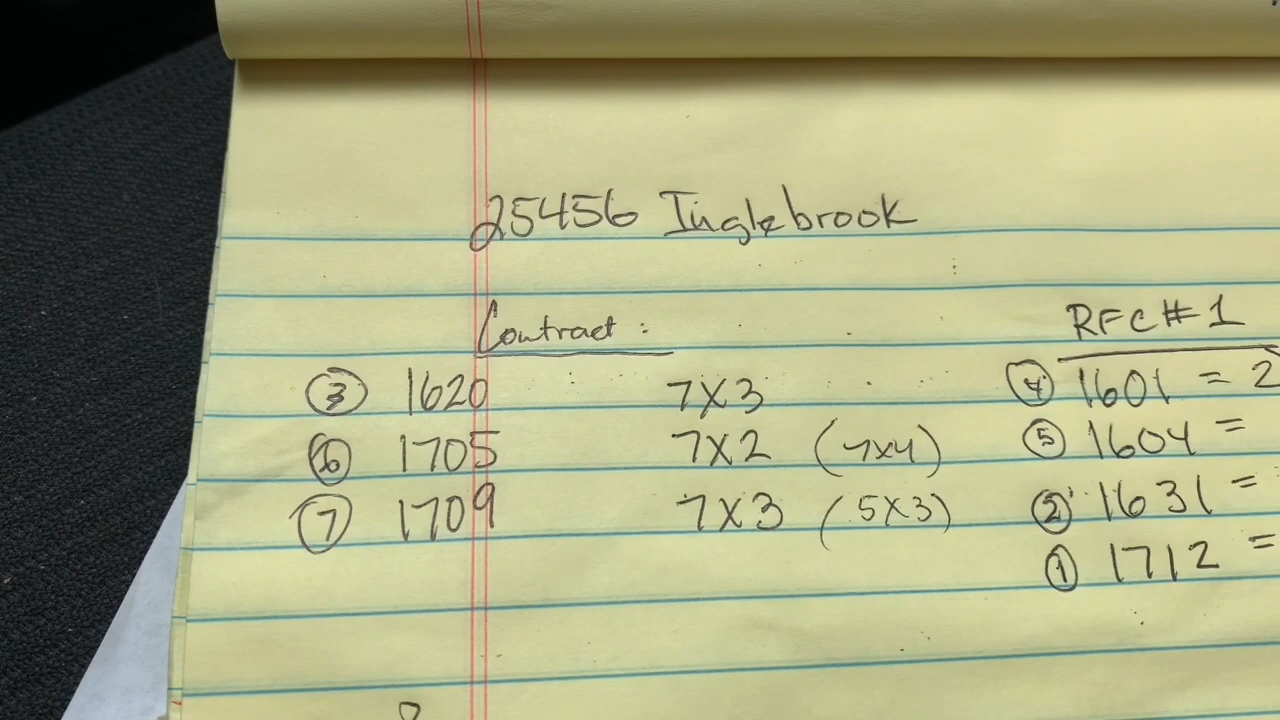 25456 Inglebrook
Contract :
RFC#1
③ 1620 7X3
④ 1601 = 2
⑥ 1705 7X2 (7X4)
⑤ 1604 =
⑦ 1709 7X3 (5X3)
② 1631 =
① 1712 =